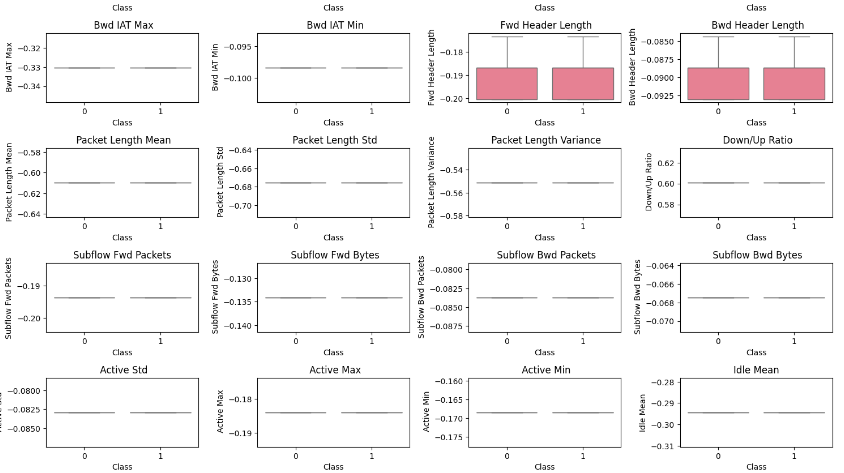 Class Class Class Class
Bwd IAT Max Bwd IAT Min Fwd Header Length Bwd Header Length
Bwd IAT Max −0.32 −0.33 −0.34 0 1 Class
Bwd IAT Min −0.095 −0.100 0 1 Class
Fwd Header Length −0.18 −0.19 −0.20 0 1 Class
Bwd Header Length −0.0850 −0.0875 −0.0900 −0.0925 0 1 Class
Packet Length Mean Packet Length Std Packet Length Variance Down/Up Ratio
Packet Length Mean −0.58 −0.60 −0.62 −0.64 0 1 Class
Packet Length Std −0.64 −0.66 −0.68 −0.70 0 1 Class
Packet Length Variance −0.54 −0.56 −0.58 0 1 Class
Down/Up Ratio 0.62 0.60 0.58 0 1 Class
Subflow Fwd Packets Subflow Fwd Bytes Subflow Bwd Packets Subflow Bwd Bytes
Subflow Fwd Packets −0.19 −0.20 0 1 Class
Subflow Fwd Bytes −0.130 −0.135 −0.140 0 1 Class
Subflow Bwd Packets −0.0800 −0.0825 −0.0850 −0.0875 0 1 Class
Subflow Bwd Bytes −0.064 −0.066 −0.068 −0.070 0 1 Class
Active Std Active Max Active Min Idle Mean
−0.0800 −0.0825 −0.0850 0 1 Class
Active Max −0.18 −0.19 0 1 Class
Active Min −0.160 −0.165 −0.170 −0.175 0 1 Class
Idle Mean −0.28 −0.29 −0.30 −0.31 0 1 Class